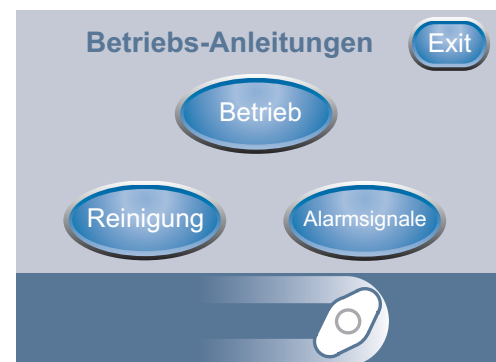 Betriebs-Anleitungen
Exit
Betrieb
Reinigung
Alarmsignale